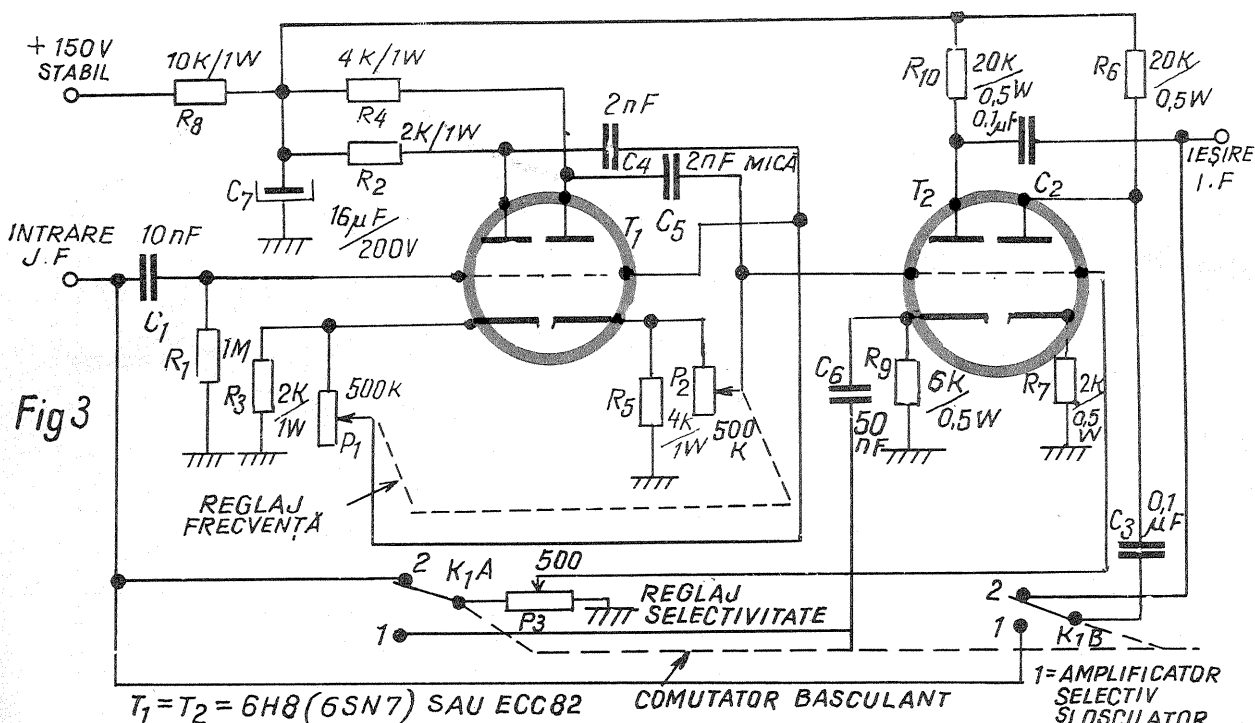 + 150V
STABIL
10K/1W
R8
4K/1W
R4
2K/1W
R2
C7
16µF/200V
2nF
C4
2nF MICĂ
C5
T1
R10
20K/0,5W
0,1µF
R6
20K/0,5W
IEȘIRE
I.F
T2
C2
INTRARE
J.F
10nF
C1
R1
1M
R3
2K/1W
500K
P1
R5
4K/1W
P2
500
K
C6
50
nF
R9
6K/0,5W
R7
2K/0,5
W
Fig 3
REGLAJ
FRECVENȚĂ
C3
0,1
µF
2
K1A
500
P3
REGLAJ
SELECTIVITATE
1
2
1
K1B
T1=T2=6H8(6SN7) SAU ECC82
COMUTATOR BASCULANT
1=AMPLIFICATOR
SELECTIV
SI OSCULATOR